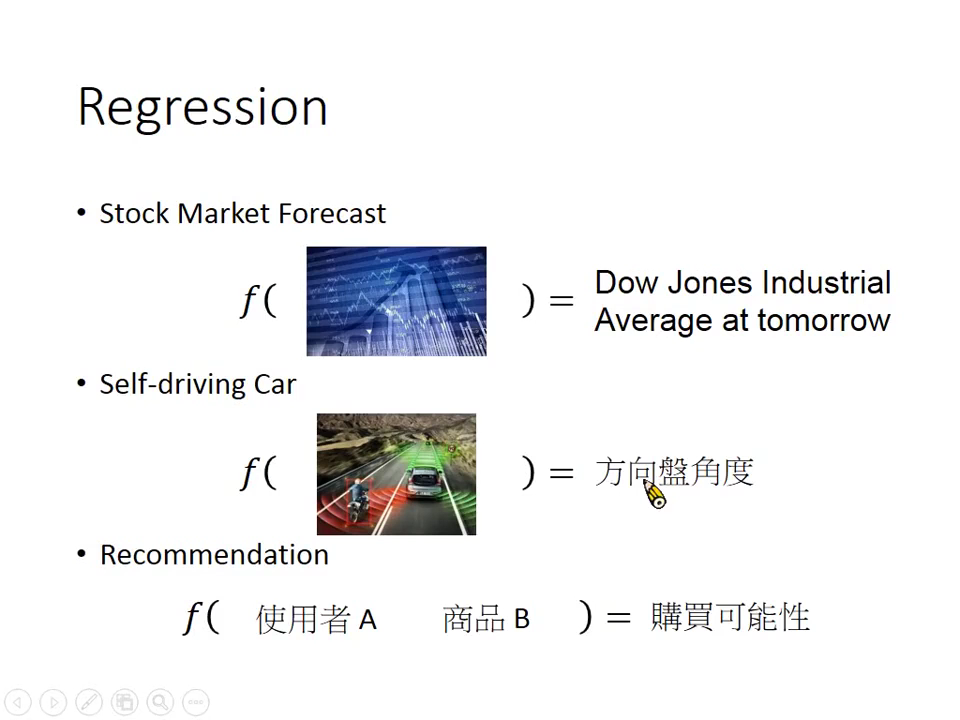 Regression
• Stock Market Forecast
f( ) = Dow Jones Industrial
Average at tomorrow
• Self-driving Car
f( ) = 方向盤角度
• Recommendation
f( 使用者 A 商品 B ) = 購買可能性